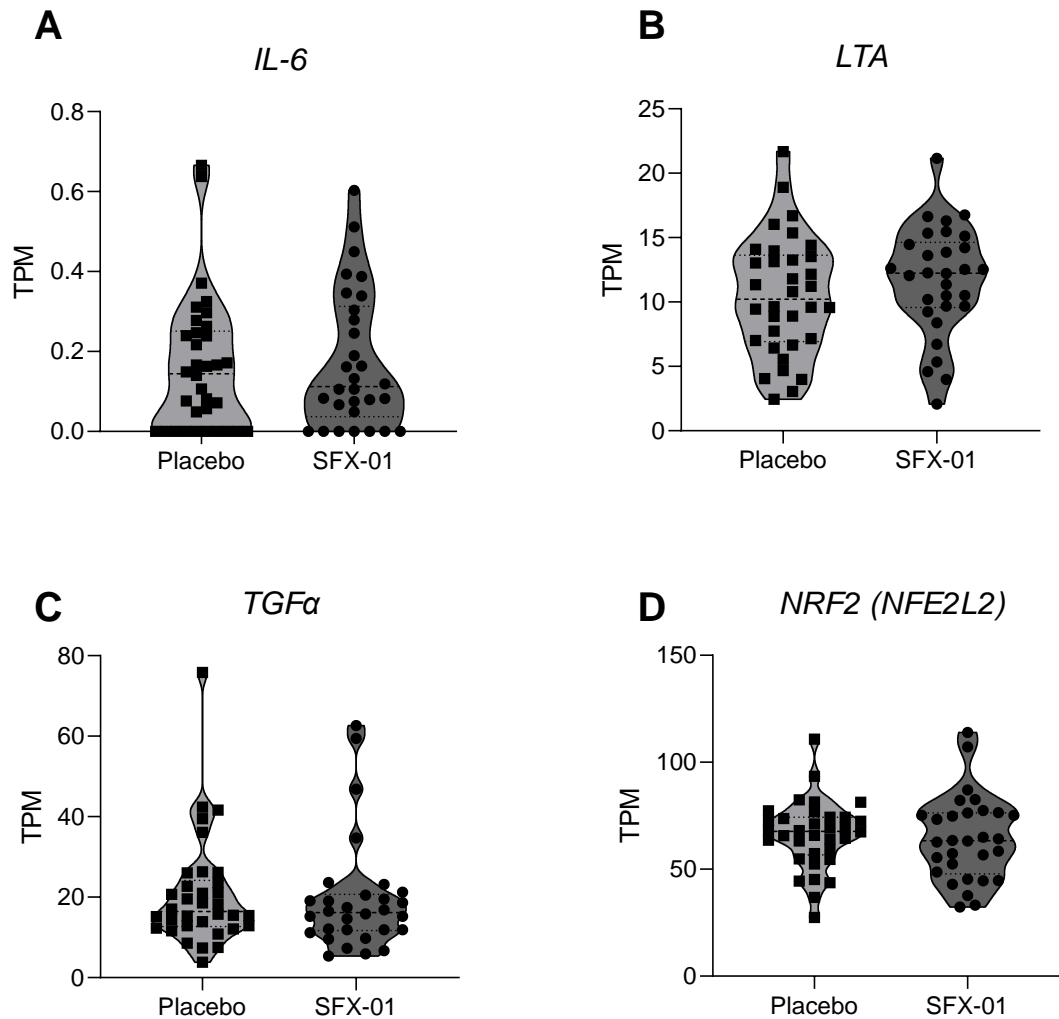 A
IL-6
TPM
0.8
0.6
0.4
0.2
0.0
Placebo SFX-01
B
LTA
TPM
25
20
15
10
5
0
Placebo SFX-01
C
TGFα
TPM
80
60
40
20
0
Placebo SFX-01
D
NRF2 (NFE2L2)
TPM
150
100
50
0
Placebo SFX-01